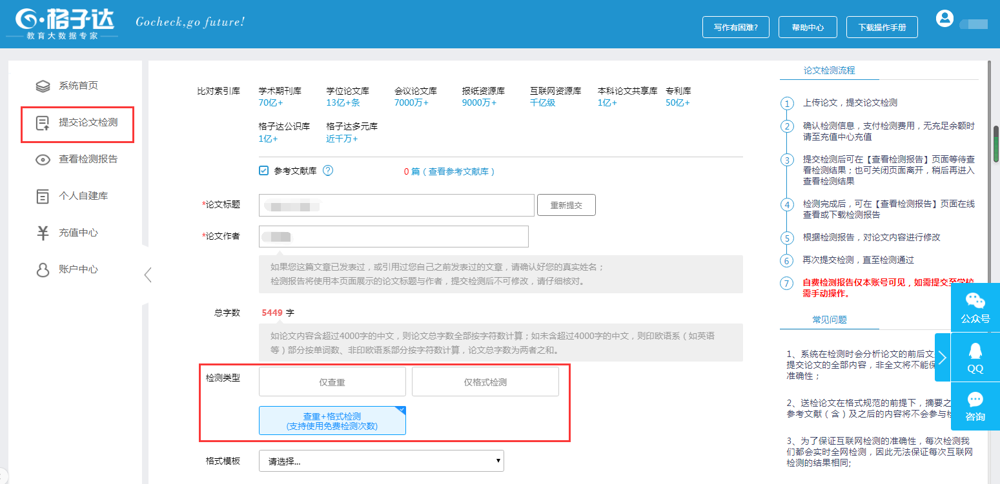 格子达
教育大数据专家
Gocheck,go future!
写作有困难?
帮助中心
下载操作手册
系统首页
提交论文检测
查看检测报告
个人自建库
充值中心
账户中心
比对索引库
学术期刊库
70亿+
学位论文库
13亿+条
会议论文库
7000万+
报纸资源库
9000万+
互联网资源库
千亿级
本科论文共享库
1亿+
专利库
50亿+
格子达公识库
1亿+
格子达多元库
近千万+
参考文献库 ?
0 篇（查看参考文献库）
*论文标题
重新提交
*论文作者
如果您这篇文章已发表过，或引用过您自己之前发表过的文章，请确认好您的真实姓名；
检测报告将使用本页面展示的论文标题与作者，提交检测后不可修改，请仔细核对。
总字数
5449 字
如论文内容含超过4000字的中文，则论文总字数全部按字符数计算；如未含超过4000字的中文，则印欧语系（如英语
等）部分按单词数、非印欧语系部分按字符数计算，论文总字数为两者之和。
检测类型
仅查重
仅格式检测
查重+格式检测
(支持使用免费检测次数)
格式模板
请选择...
论文检测流程
1 上传论文，提交论文检测
2 确认检测信息，支付检测费用，无充足余额时
请至充值中心充值
3 提交检测后可在【查看检测报告】页面等待查
看检测结果；也可关闭页面离开，稍后再进入
查看检测结果
4 检测完成后，可在【查看检测报告】页面在线
查看或下载检测报告
5 根据检测报告，对论文内容进行修改
6 再次提交检测，直至检测通过
7 自费检测报告仅本账号可见，如需提交至学校
需手动操作。
常见问题
1、系统在检测时会分析论文的前后文
提交论文的全部内容，非全文将不能保
准确性；
2、送检论文在格式规范的前提下，摘要之
参考文献（含）及之后的内容将不会参与检
3、为了保证互联网检测的准确性，每次检测我
们都会实时全网检测，因此无法保证每次互联网
检测的结果相同;
公众号
QQ
咨询